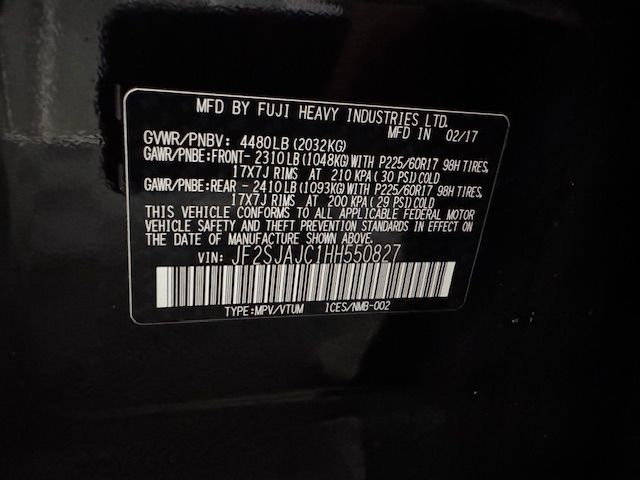 MFD BY FUJI HEAVY INDUSTRIES LTD.
MFD IN 02/17
GVWR/PNBV: 4480LB(2032KG)
GAWR/PNBE:FRONT- 2310LB(1048KG)WITH P225/60R17 98H TIRES,
17X7J RIMS AT 210 KPA(30 PSI)COLD
GAWR/PNBE:REAR - 2410LB(1093KG)WITH P225/60R17 98H TIRES,
17X7J RIMS AT 200 KPA(29 PSI)COLD
THIS VEHICLE CONFORMS TO ALL APPLICABLE FEDERAL MOTOR
VEHICLE SAFETY AND THEFT PREVENTION STANDARDS IN EFFECT
ON THE DATE OF MANUFACTURE SHOWN ABOVE.
VIN: JF2SJAJC1HH550827
TYPE:MPV/VTUM 1CES/NMB-002